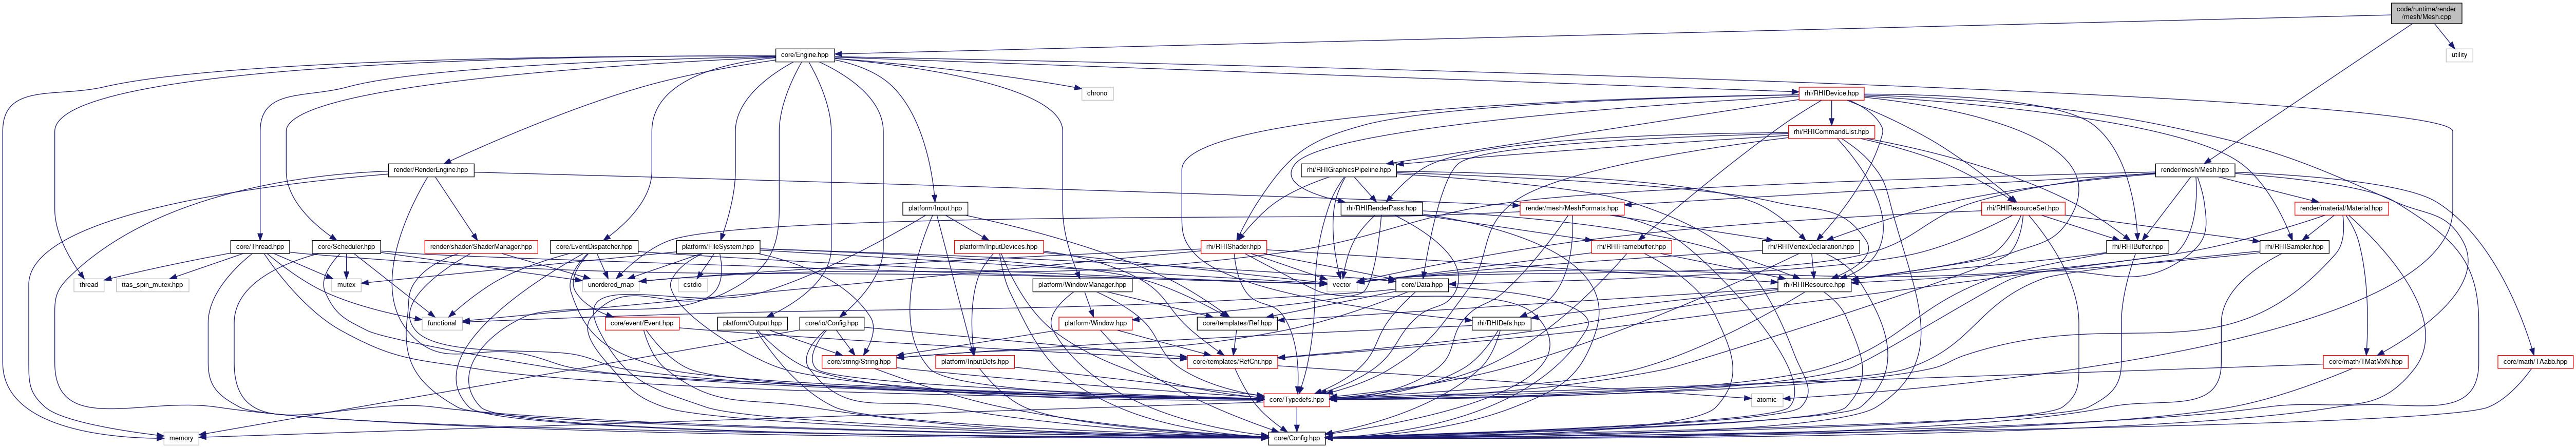 code/runtime/render
/mesh/Mesh.cpp
core/Engine.hpp
utility
chrono
rhi/RHIDevice.hpp
rhi/RHICommandList.hpp
render/RenderEngine.hpp
rhi/RHIGraphicsPipeline.hpp
render/mesh/Mesh.hpp
platform/Input.hpp
rhi/RHIRenderPass.hpp
render/mesh/MeshFormats.hpp
rhi/RHIResourceSet.hpp
render/material/Material.hpp
core/Thread.hpp
core/Scheduler.hpp
render/shader/ShaderManager.hpp
core/EventDispatcher.hpp
platform/FileSystem.hpp
platform/InputDevices.hpp
rhi/RHIShader.hpp
rhi/RHIFramebuffer.hpp
rhi/RHIVertexDeclaration.hpp
rhi/RHIBuffer.hpp
rhi/RHISampler.hpp
thread
ttas_spin_mutex.hpp
mutex
unordered_map
cstdio
platform/WindowManager.hpp
vector
core/Data.hpp
rhi/RHIResource.hpp
functional
core/event/Event.hpp
platform/Output.hpp
core/io/Config.hpp
platform/Window.hpp
core/templates/Ref.hpp
rhi/RHIDefs.hpp
core/string/String.hpp
platform/InputDefs.hpp
core/templates/RefCnt.hpp
core/math/TMatMxN.hpp
core/math/TAabb.hpp
core/Typedefs.hpp
atomic
memory
core/Config.hpp